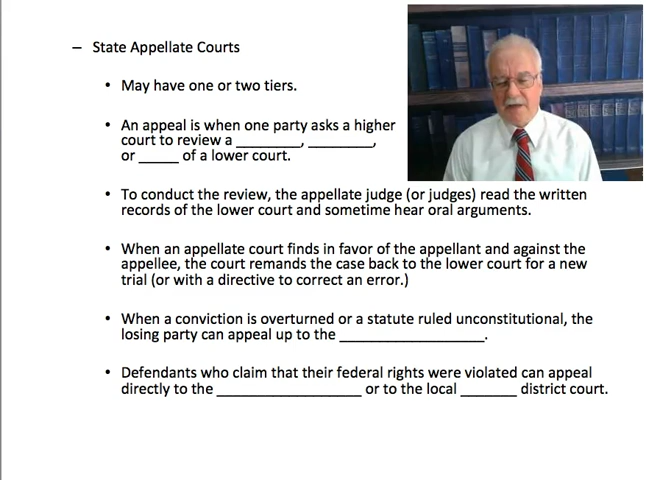 – State Appellate Courts
• May have one or two tiers.
• An appeal is when one party asks a higher
court to review a _________, _________,
or _____ of a lower court.
• To conduct the review, the appellate judge (or judges) read the written
records of the lower court and sometime hear oral arguments.
• When an appellate court finds in favor of the appellant and against the
appellee, the court remands the case back to the lower court for a new
trial (or with a directive to correct an error.)
• When a conviction is overturned or a statute ruled unconstitutional, the
losing party can appeal up to the ____________________.
• Defendants who claim that their federal rights were violated can appeal
directly to the ____________________ or to the local ________ district court.